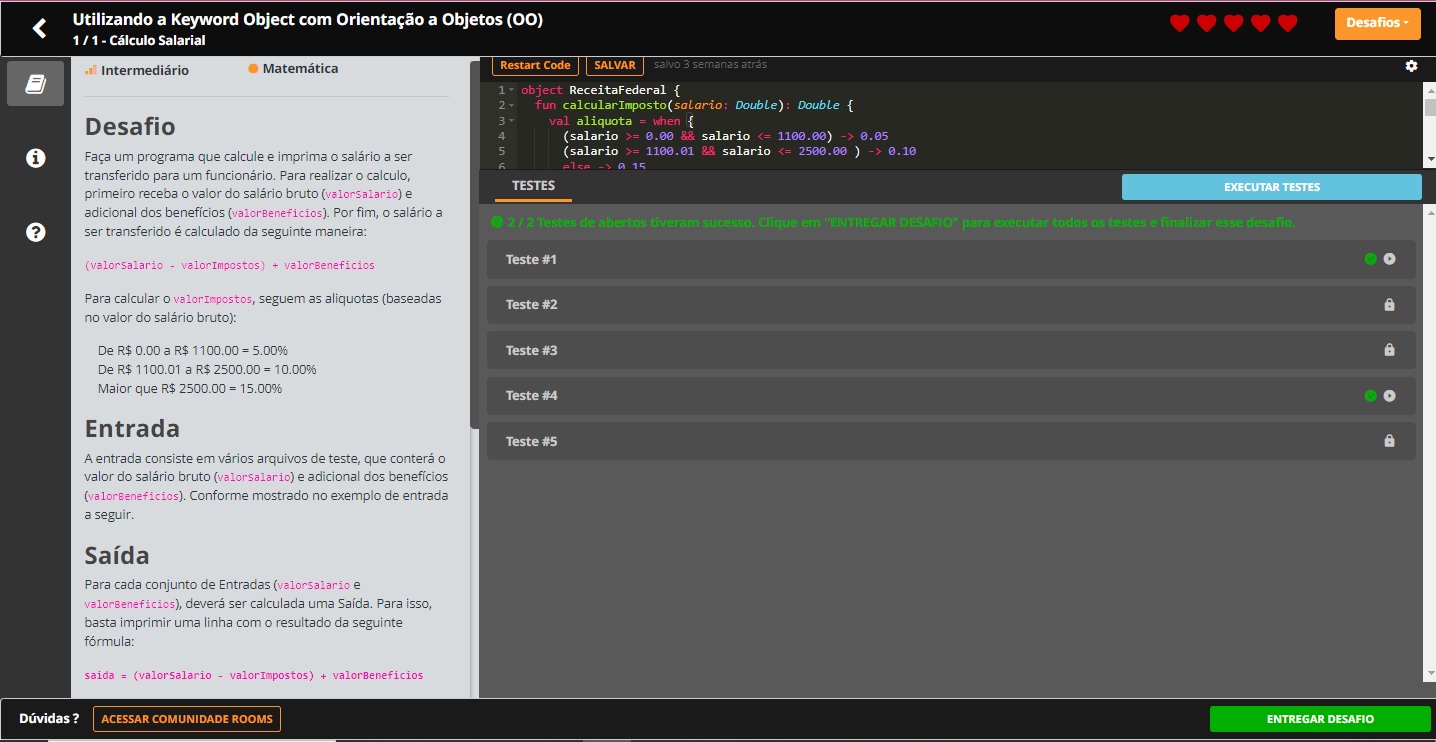 Utilizando a Keyword Object com Orientação a Objetos (OO)
1 / 1 - Cálculo Salarial
Desafios
Intermediário
Matemática
Desafio
Faça um programa que calcule e imprima o salário a ser
transferido para um funcionário. Para realizar o calculo,
primeiro receba o valor do salário bruto (valorSalario) e
adicional dos benefícios (valorBeneficios). Por fim, o salário a
ser transferido é calculado da seguinte maneira:
(valorSalario - valorImpostos) + valorBeneficios
Para calcular o valorImpostos, seguem as aliquotas (baseadas
no valor do salário bruto):
De R$ 0.00 a R$ 1100.00 = 5.00%
De R$ 1100.01 a R$ 2500.00 = 10.00%
Maior que R$ 2500.00 = 15.00%
Entrada
A entrada consiste em vários arquivos de teste, que conterá o
valor do salário bruto (valorSalario) e adicional dos benefícios
(valorBeneficios). Conforme mostrado no exemplo de entrada
a seguir.
Saída
Para cada conjunto de Entradas (valorSalario e
valorBeneficios), deverá ser calculada uma Saída. Para isso,
basta imprimir uma linha com o resultado da seguinte
fórmula:
saida = (valorSalario - valorImpostos) + valorBeneficios
Restart Code
SALVAR
salvo 3 semanas atrás
1 object ReceitaFederal {
2 fun calcularImposto(salario: Double): Double {
3 val aliquota = when {
4 (salario >= 0.00 && salario <= 1100.00) -> 0.05
5 (salario >= 1100.01 && salario <= 2500.00 ) -> 0.10
6 else -> 0.15
TESTES
EXECUTAR TESTES
2 / 2 Testes de abertos tiveram sucesso. Clique em "ENTREGAR DESAFIO" para executar todos os testes e finalizar esse desafio.
Teste #1
Teste #2
Teste #3
Teste #4
Teste #5
Dúvidas ?
ACESSAR COMUNIDADE ROOMS
ENTREGAR DESAFIO